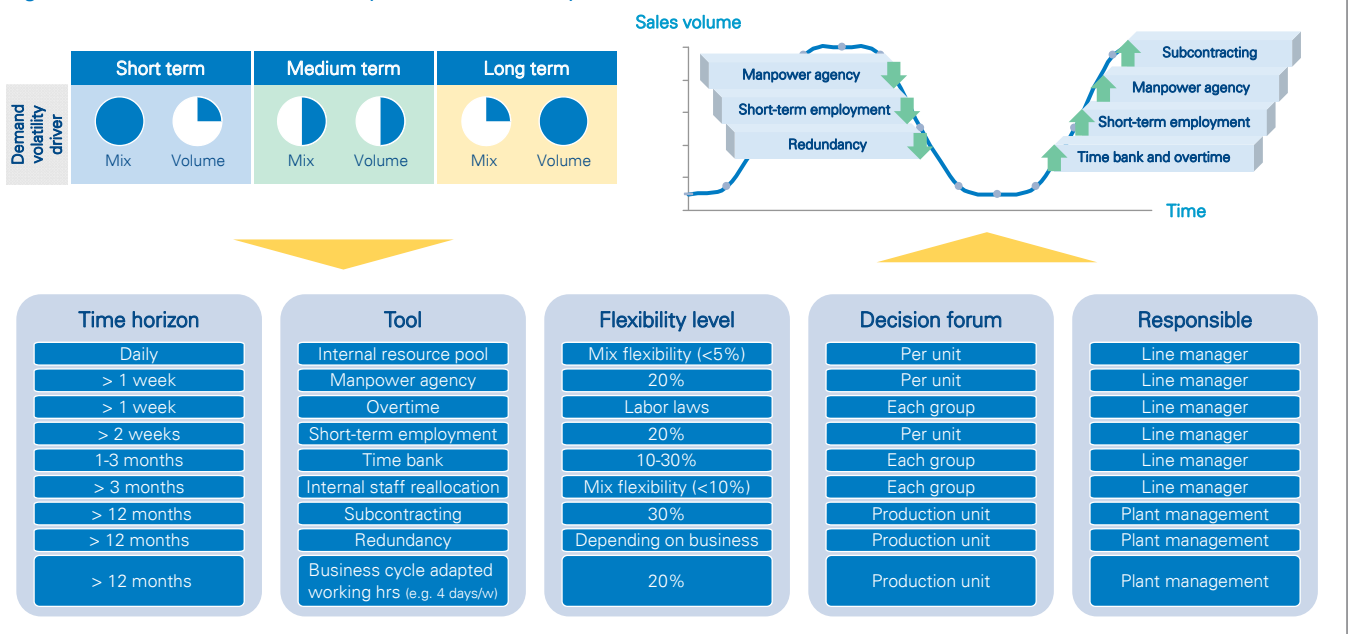 Sales volume
Short term
Medium term
Long term
Demand
volatility
driver
Mix
Volume
Mix
Volume
Mix
Volume
Manpower agency
Short-term employment
Redundancy
Subcontracting
Manpower agency
Short-term employment
Time bank and overtime
Time
Time horizon
Daily
> 1 week
> 1 week
> 2 weeks
1-3 months
> 3 months
> 12 months
> 12 months
> 12 months
Tool
Internal resource pool
Manpower agency
Overtime
Short-term employment
Time bank
Internal staff reallocation
Subcontracting
Redundancy
Business cycle adapted
working hrs (e.g. 4 days/w)
Flexibility level
Mix flexibility (<5%)
20%
Labor laws
20%
10-30%
Mix flexibility (<10%)
30%
Depending on business
20%
Decision forum
Per unit
Per unit
Each group
Per unit
Each group
Each group
Production unit
Production unit
Production unit
Responsible
Line manager
Line manager
Line manager
Line manager
Line manager
Line manager
Plant management
Plant management
Plant management